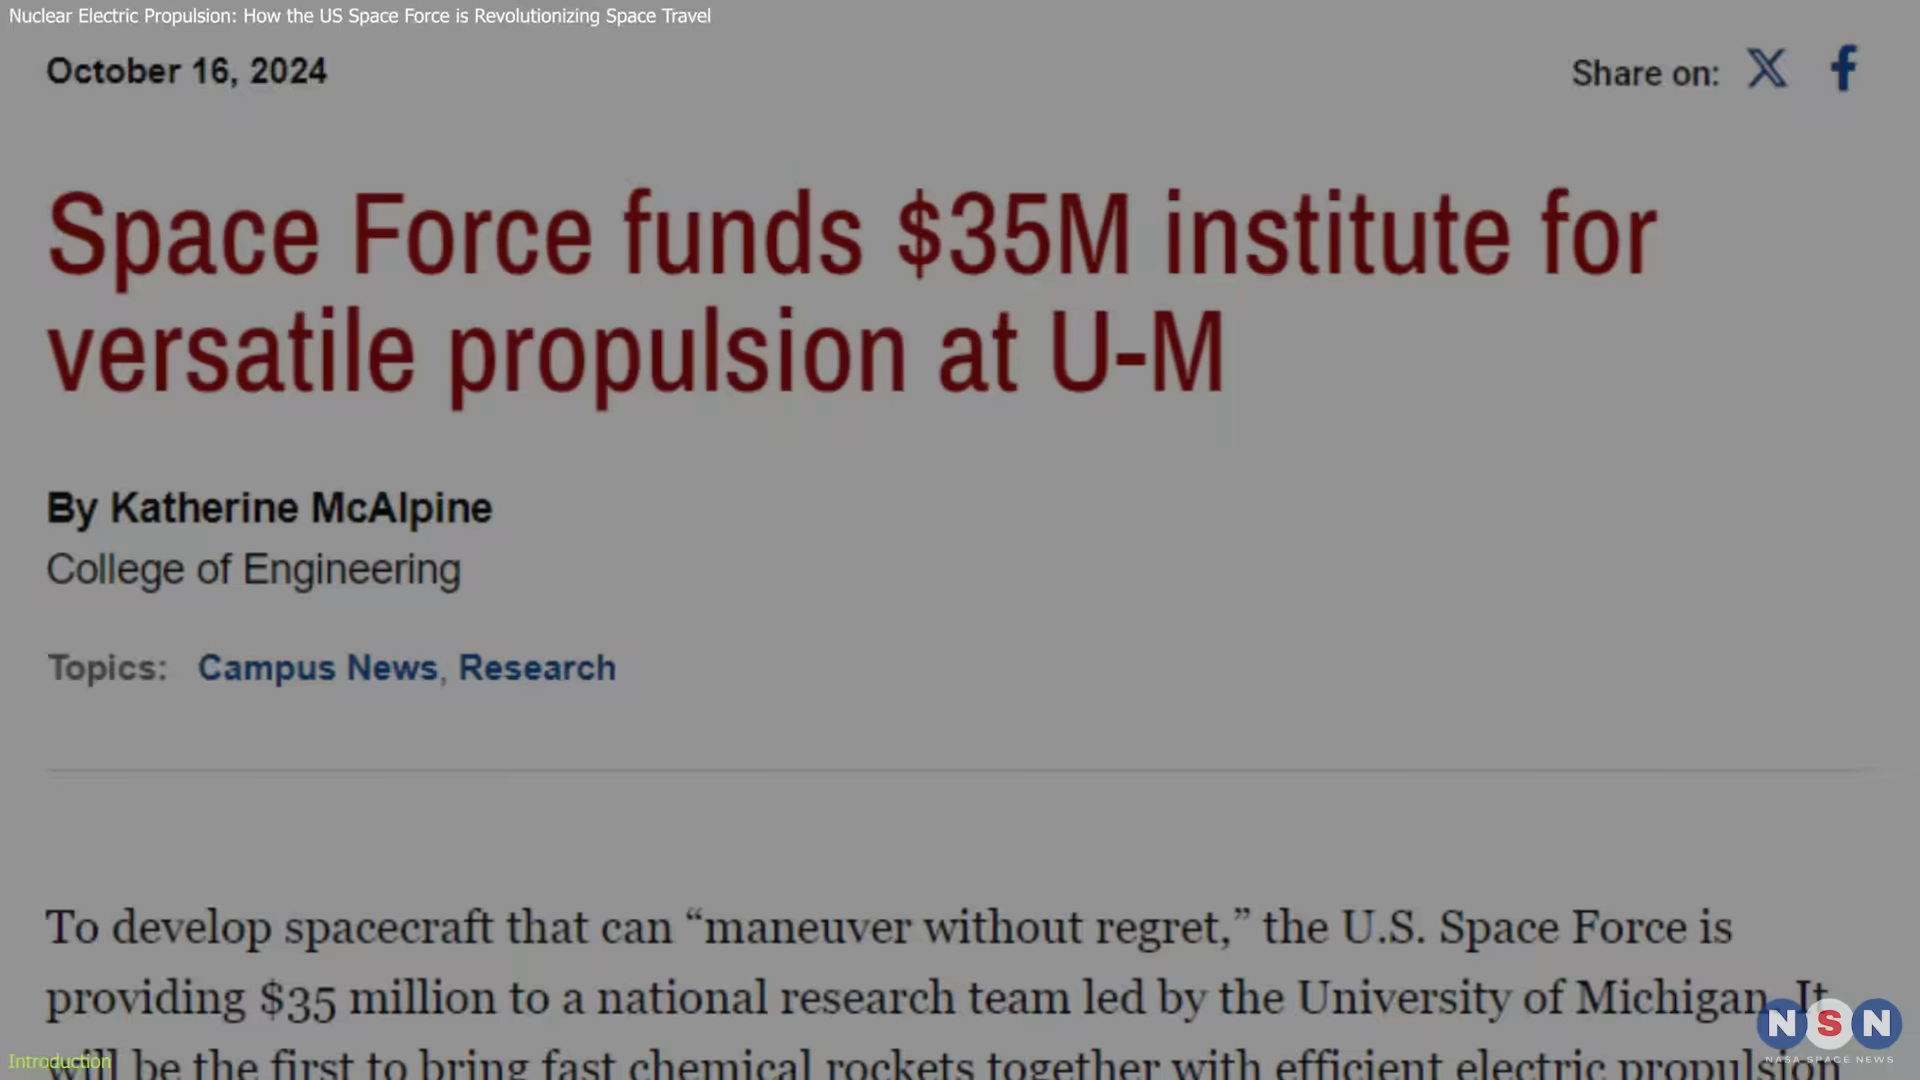 Nuclear Electric Propulsion: How the US Space Force is Revolutionizing Space Travel
October 16, 2024
Share on:
Space Force funds $35M institute for
versatile propulsion at U-M
By Katherine McAlpine
College of Engineering
Topics: Campus News, Research
To develop spacecraft that can “maneuver without regret,” the U.S. Space Force is
providing $35 million to a national research team led by the University of Michigan. It
will be the first to bring fast chemical rockets together with efficient electric propulsion
Introduction
NSN
NASA SPACE NEWS